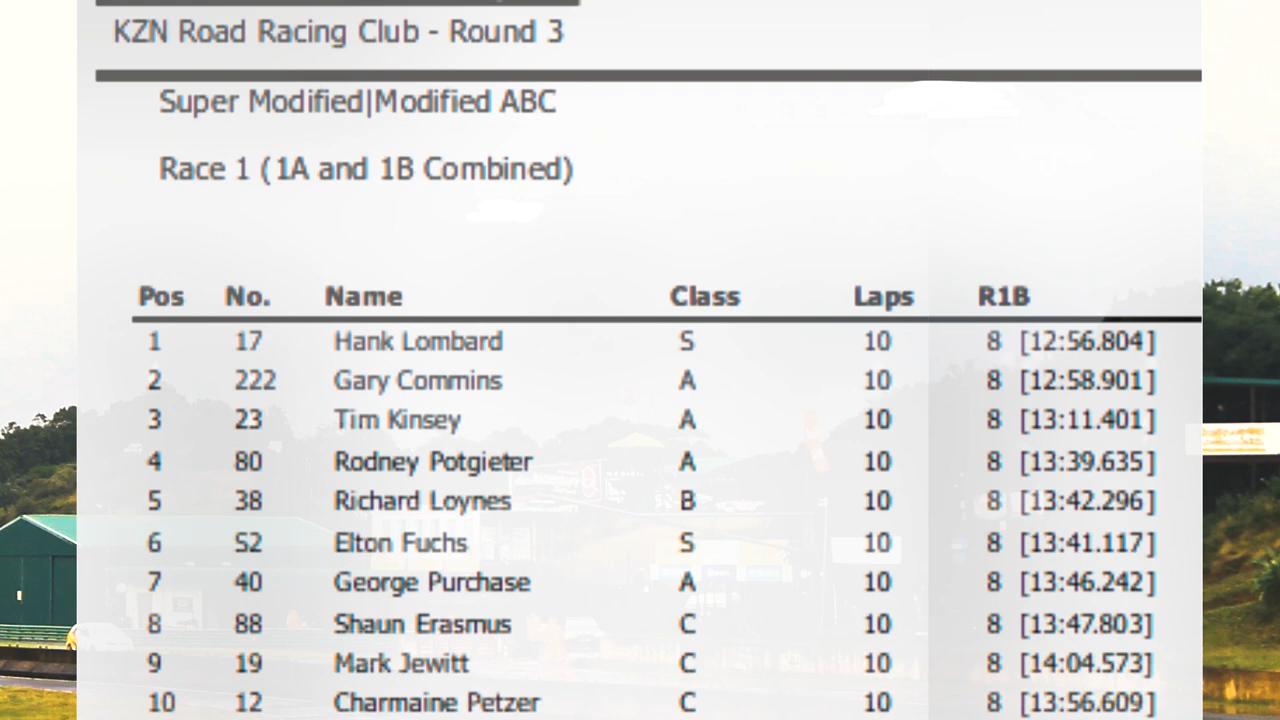 KZN Road Racing Club - Round 3
Super Modified|Modified ABC
Race 1 (1A and 1B Combined)
Pos No. Name Class Laps R1B
1 17 Hank Lombard S 10 8 [12:56.804]
2 222 Gary Commins A 10 8 [12:58.901]
3 23 Tim Kinsey A 10 8 [13:11.401]
4 80 Rodney Potgieter A 10 8 [13:39.635]
5 38 Richard Loynes B 10 8 [13:42.296]
6 52 Elton Fuchs S 10 8 [13:41.117]
7 40 George Purchase A 10 8 [13:46.242]
8 88 Shaun Erasmus C 10 8 [13:47.803]
9 19 Mark Jewitt C 10 8 [14:04.573]
10 12 Charmaine Petzer C 10 8 [13:56.609]